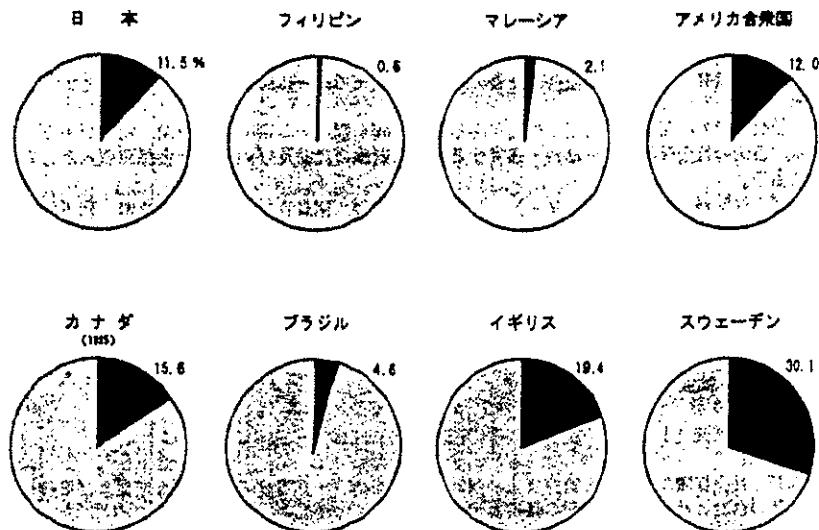 日 本
フィリピン
マレーシア
アメリカ合衆国
11.5%
0.6
2.1
12.0
カ ナ ダ
ブラジル
イギリス
スウェーデン
15.6
4.6
19.4
30.1